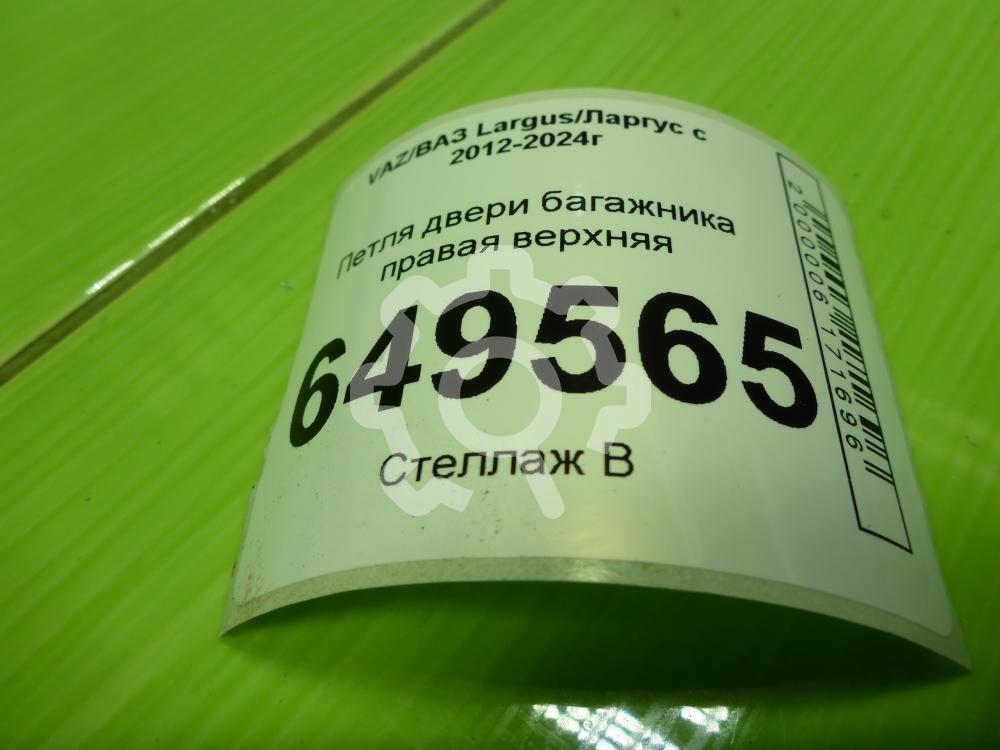 VAZ/ВАЗ Largus/Ларгус с
2012-2024г
Петля двери багажника
правая верхняя
649565
Стеллаж В
2000006171696